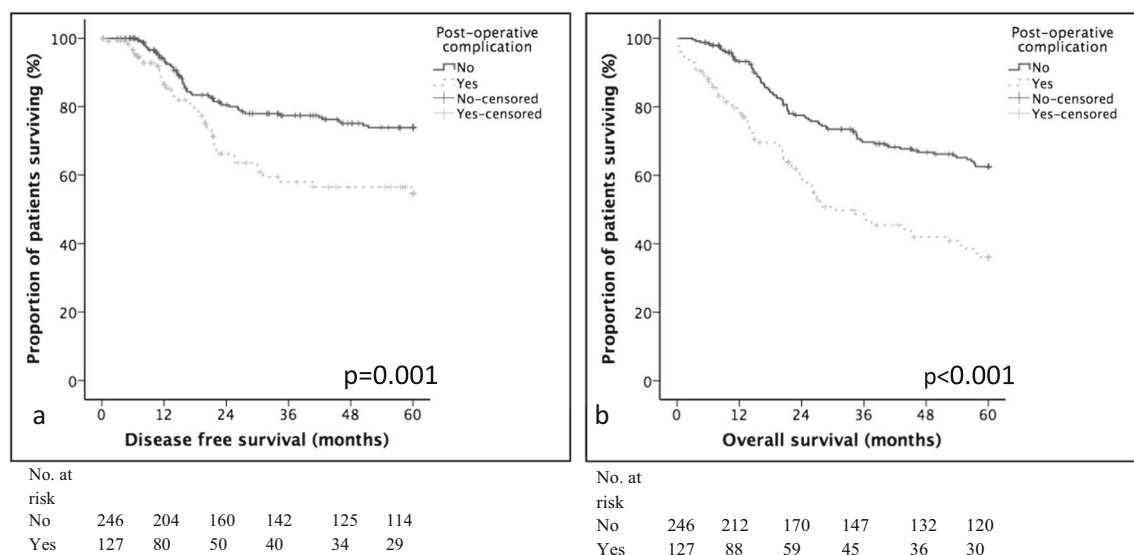 Proportion of patients surviving (%)
100
80
60
40
20
0
Post-operative
complication
No
Yes
No-censored
Yes-censored
p=0.001
a
0 12 24 36 48 60
Disease free survival (months)
No. at
risk
No 246 204 160 142 125 114
Yes 127 80 50 40 34 29
Proportion of patients surviving (%)
100
80
60
40
20
0
Post-operative
complication
No
Yes
No-censored
Yes-censored
p<0.001
b
0 12 24 36 48 60
Overall survival (months)
No. at
risk
No 246 212 170 147 132 120
Yes 127 88 59 45 36 30